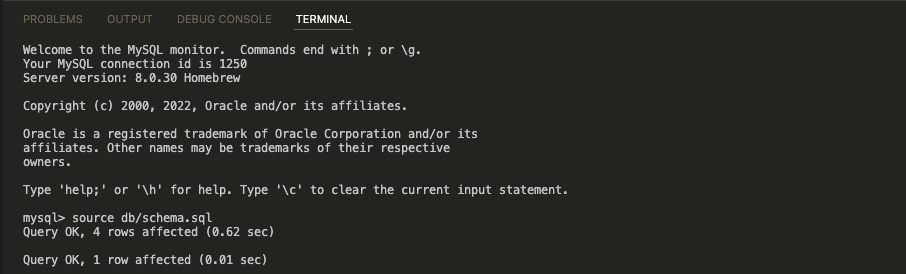 PROBLEMS OUTPUT DEBUG CONSOLE TERMINAL
Welcome to the MySQL monitor.  Commands end with ; or \g.
Your MySQL connection id is 1250
Server version: 8.0.30 Homebrew
Copyright (c) 2000, 2022, Oracle and/or its affiliates.
Oracle is a registered trademark of Oracle Corporation and/or its
affiliates. Other names may be trademarks of their respective
owners.
Type 'help;' or '\h' for help. Type '\c' to clear the current input statement.
mysql> source db/schema.sql
Query OK, 4 rows affected (0.62 sec)
Query OK, 1 row affected (0.01 sec)